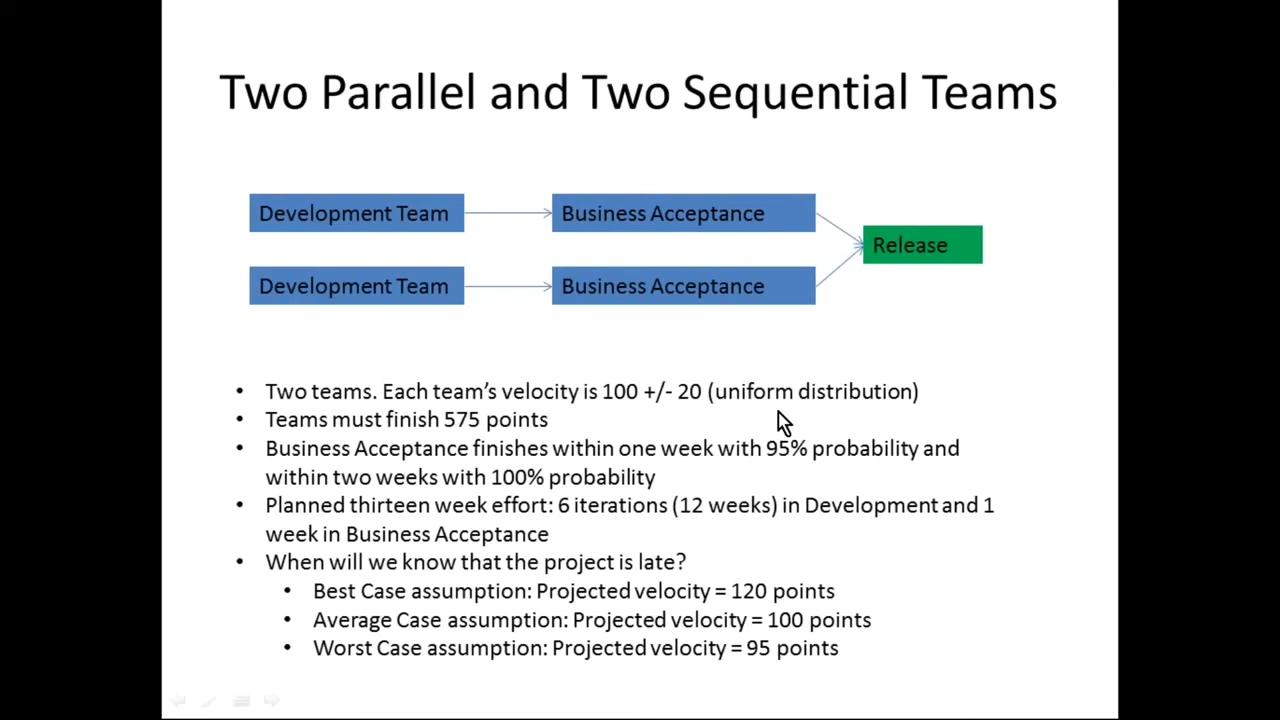 Two Parallel and Two Sequential Teams
Development Team
Business Acceptance
Release
Development Team
Business Acceptance
• Two teams. Each team's velocity is 100 +/- 20 (uniform distribution)
• Teams must finish 575 points
• Business Acceptance finishes within one week with 95% probability and
within two weeks with 100% probability
• Planned thirteen week effort: 6 iterations (12 weeks) in Development and 1
week in Business Acceptance
• When will we know that the project is late?
• Best Case assumption: Projected velocity = 120 points
• Average Case assumption: Projected velocity = 100 points
• Worst Case assumption: Projected velocity = 95 points